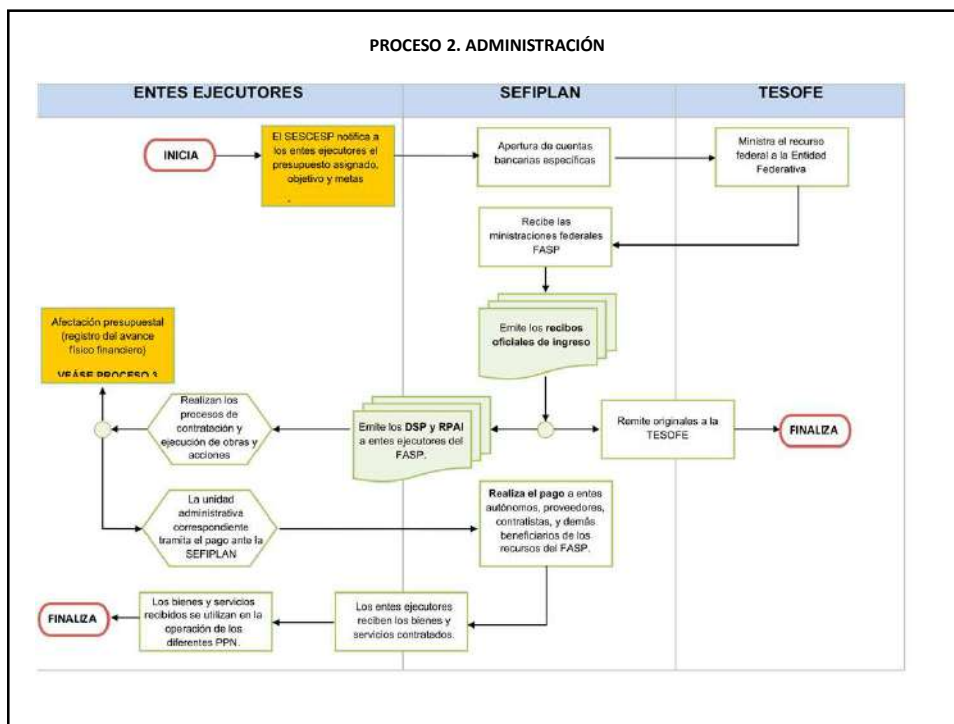 PROCESO 2. ADMINISTRACIÓN
ENTES EJECUTORES
SEFIPLAN
TESOFE
INICIA
El SESCESP notifica a
los entes ejecutores el
presupuesto asignado,
objetivo y metas
.
Apertura de cuentas
bancarias específicas
Ministra el recurso
federal a la Entidad
Federativa
Recibe las
ministraciones federales
FASP
Emite los recibos
oficiales de ingreso
Afectación presupuestal
(registro del avance
físico financiero)
VEÁSE PROCESO 3
Realizan los
procesos de
contratación y
ejecución de obras y
acciones
Emite los DSP y RPAI
a entes ejecutores del
FASP.
Remite originales a la
TESOFE
FINALIZA
La unidad
administrativa
correspondiente
tramita el pago ante la
SEFIPLAN
Realiza el pago a entes
autónomos, proveedores,
contratistas, y demás
beneficiarios de los
recursos del FASP.
FINALIZA
Los bienes y servicios
recibidos se utilizan en la
operación de los
diferentes PPN.
Los entes ejecutores
reciben los bienes y
servicios contratados.